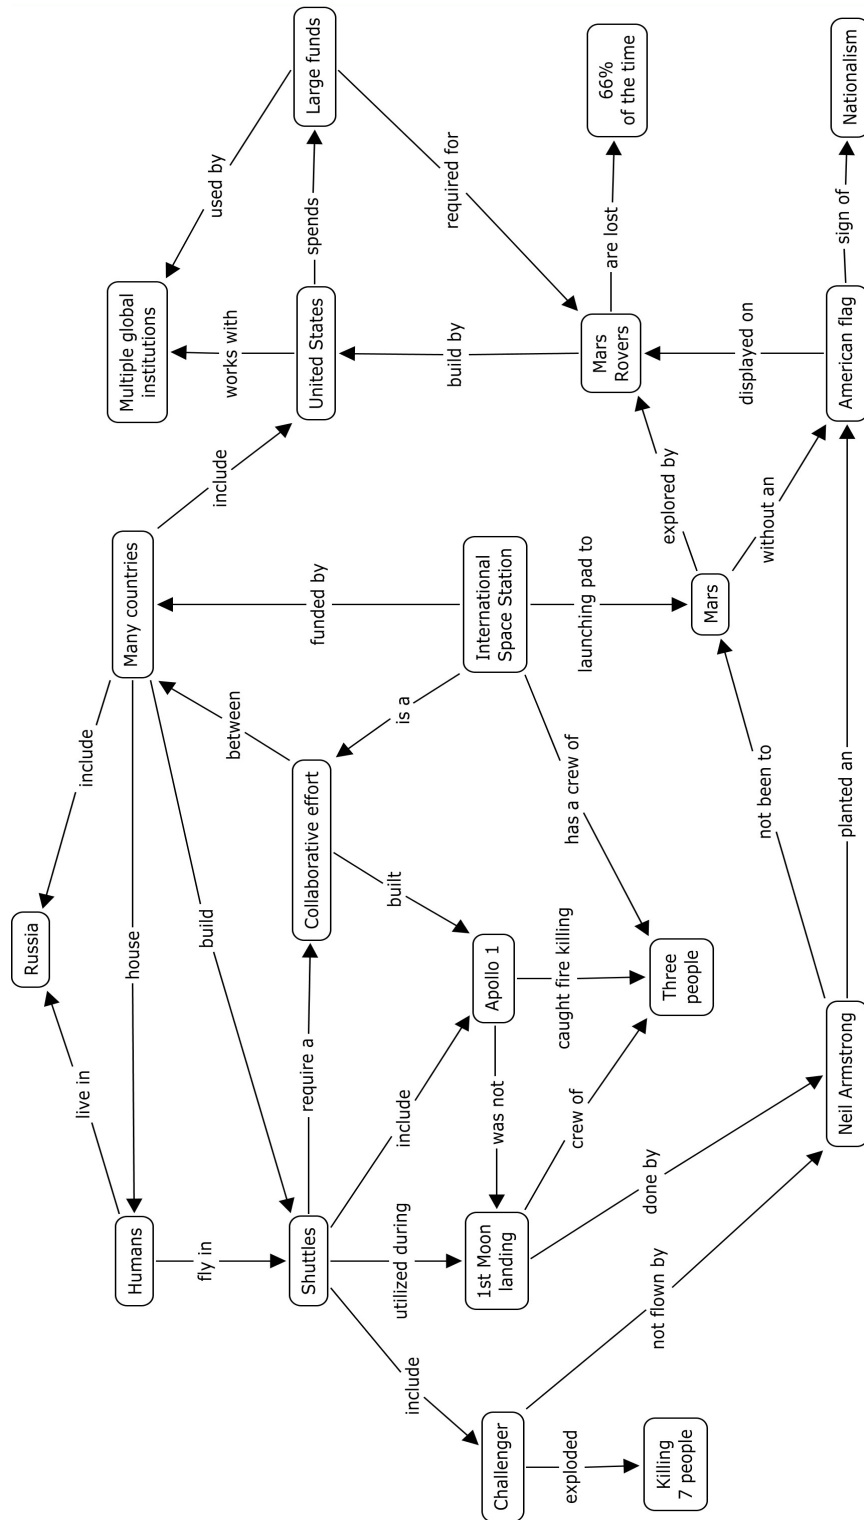 Humans
live in
Russia
include
house
Many countries
fly in
build
between
include
Multiple global
institutions
works with
used by
Shuttles
require a
Collaborative effort
is a
funded by
United States
spends
Large funds
include
utilized during
include
built
International
Space Station
build by
required for
Challenger
1st Moon
landing
was not
Apollo 1
has a crew of
launching pad to
explored by
Mars
Rovers
are lost
66%
of the time
exploded
not flown by
crew of
caught fire killing
Killing
7 people
done by
Three
people
not been to
Mars
without an
displayed on
Neil Armstrong
planted an
American flag
sign of
Nationalism